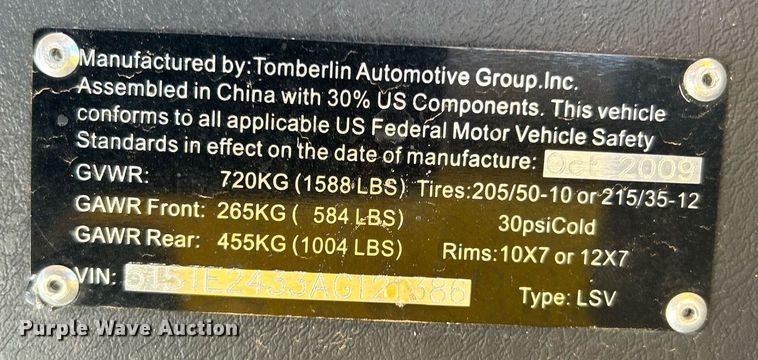 Manufactured by: Tomberlin Automotive Group.Inc.
Assembled in China with 30% US Components. This vehicle
conforms to all applicable US Federal Motor Vehicle Safety
Standards in effect on the date of manufacture: Oct 2009
GVWR: 720KG (1588 LBS) Tires: 205/50-10 or 215/35-12
GAWR Front: 265KG ( 584 LBS) 30psiCold
GAWR Rear: 455KG (1004 LBS) Rims: 10X7 or 12X7
VIN: Type: LSV
Purple Wave Auction